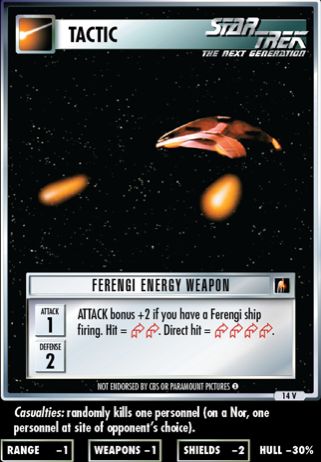 TACTIC
STAR TREK
THE NEXT GENERATION
FERENGI ENERGY WEAPON
ATTACK
1
DEFENSE
2
ATTACK bonus +2 if you have a Ferengi ship
firing. Hit = . Direct hit = .
NOT ENDORSED BY CBS OR PARAMOUNT PICTURES
14 V
Casualties: randomly kills one personnel (on a Nor, one
personnel at site of opponent's choice).
RANGE -1 WEAPONS -1 SHIELDS -2 HULL -30%